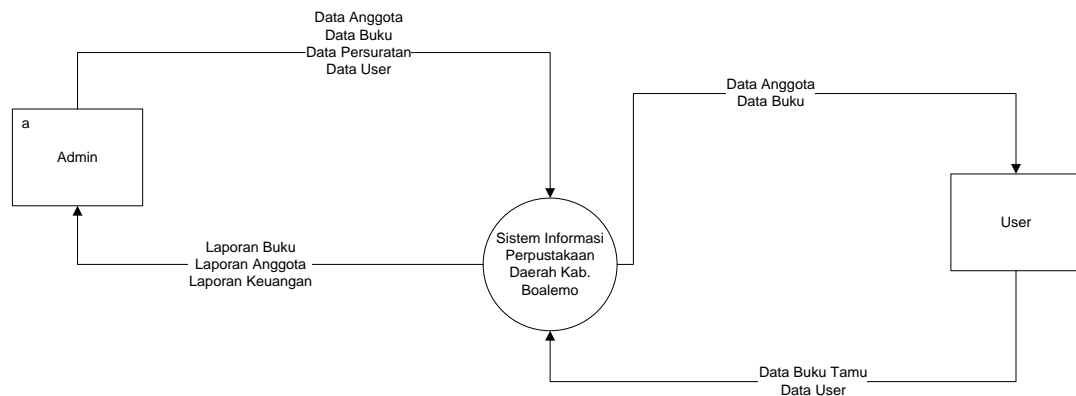 Data Anggota
Data Buku
Data Persuratan
Data User
Data Anggota
Data Buku
a
Admin
User
Laporan Buku
Laporan Anggota
Laporan Keuangan
Sistem Informasi
Perpustakaan
Daerah Kab.
Boalemo
Data Buku Tamu
Data User